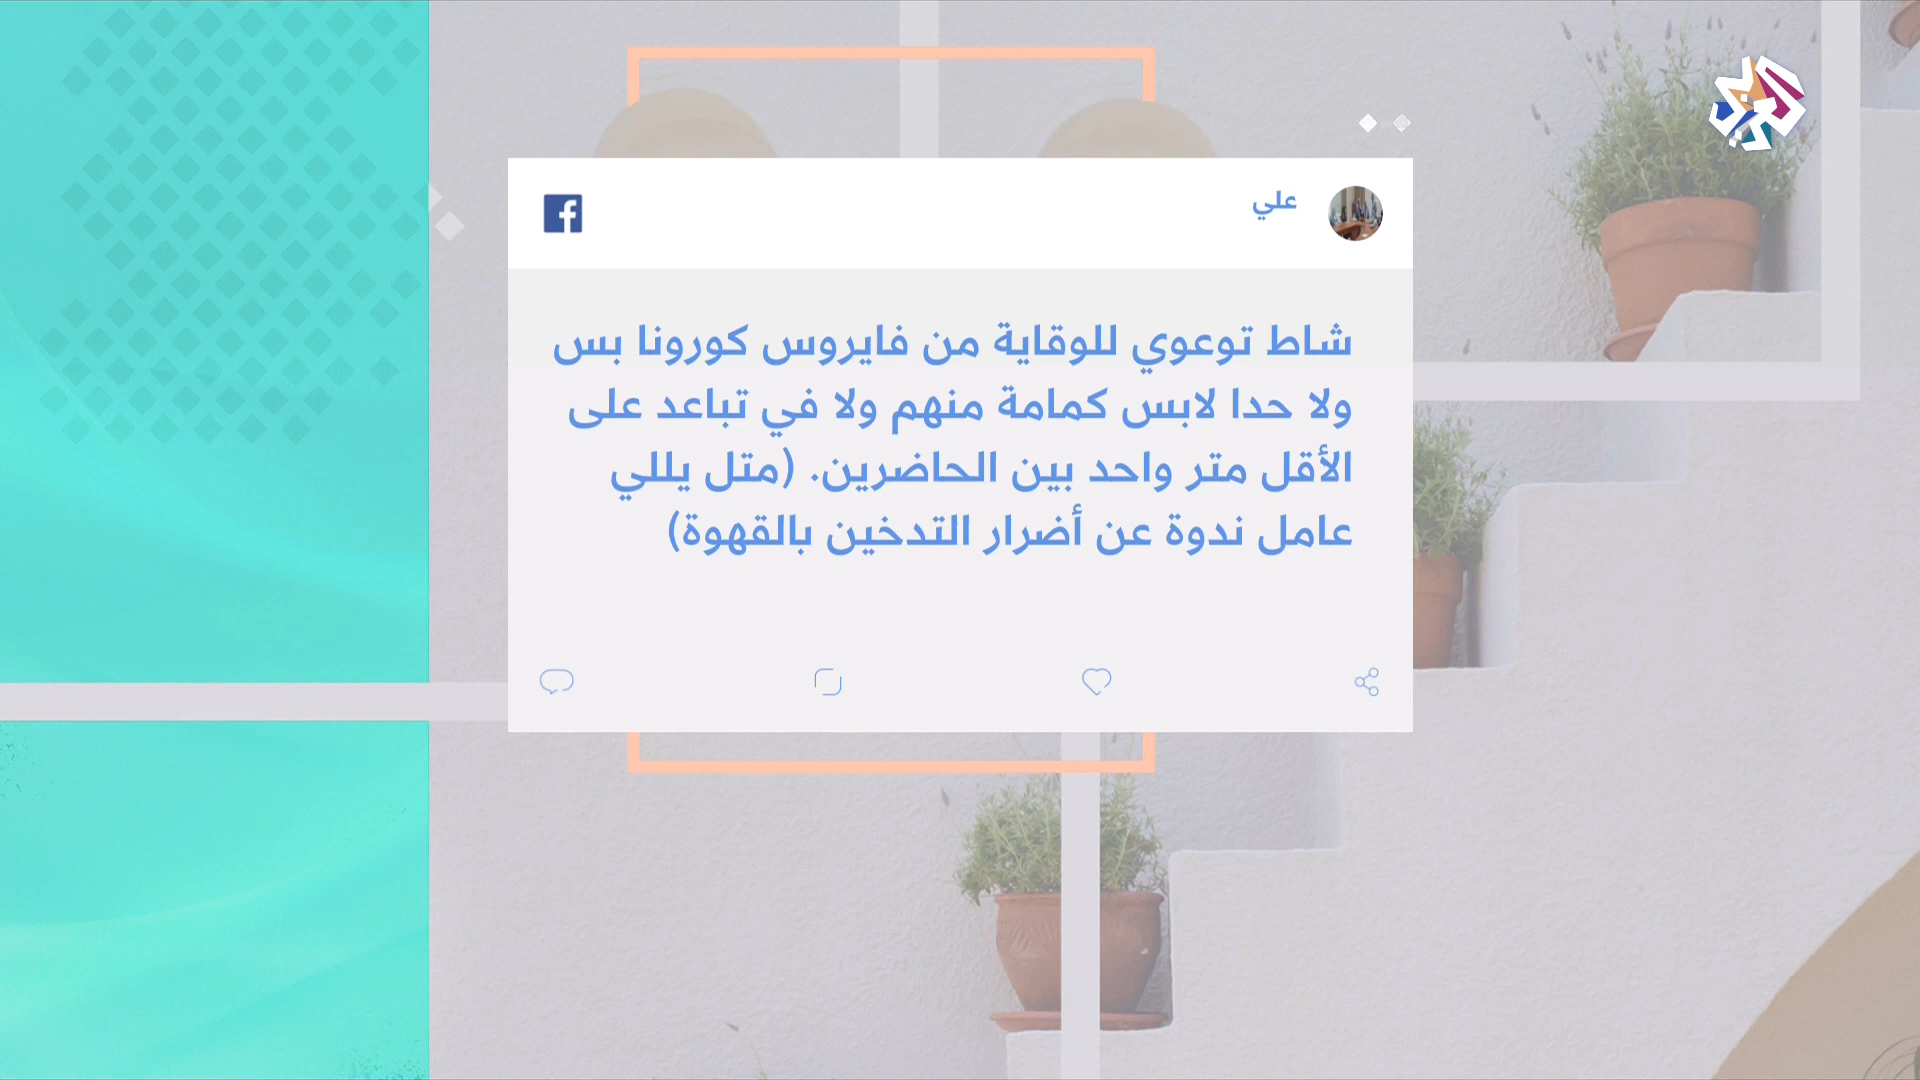 علي
شاط توعوي للوقاية من فايروس كورونا بس
ولا حدا لابس كمامة منهم ولا في تباعد على
الأقل متر واحد بين الحاضرين. (متل يللي
عامل ندوة عن أضرار التدخين بالقهوة)